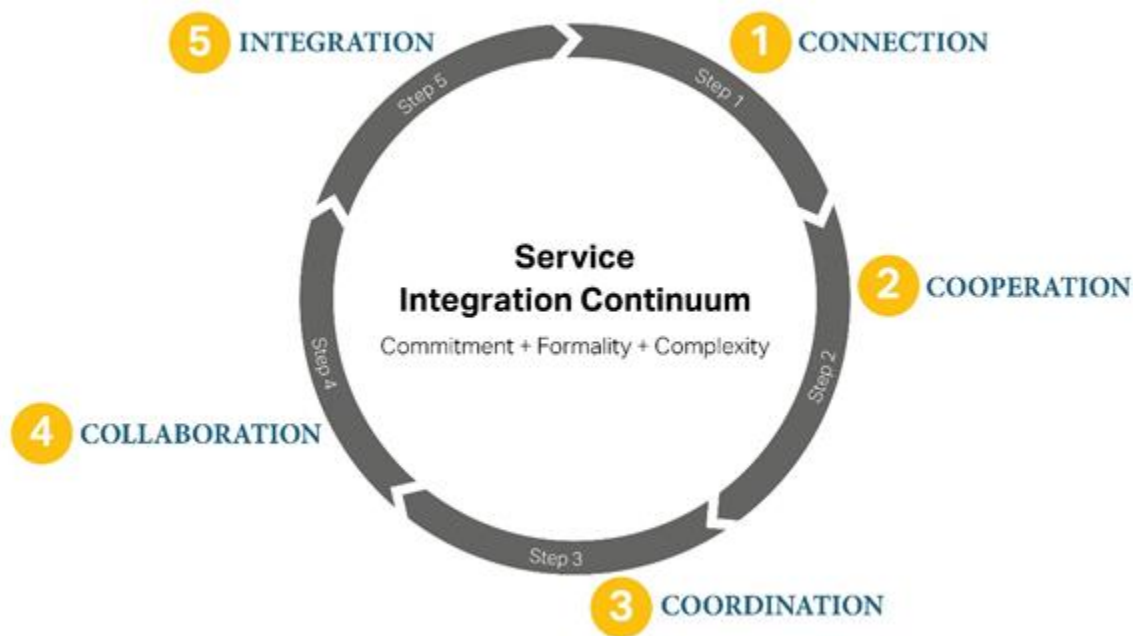 5 INTEGRATION
1 CONNECTION
Step 5
Step 1
Service
Integration Continuum
Commitment + Formality + Complexity
2 COOPERATION
Step 4
Step 2
4 COLLABORATION
Step 3
3 COORDINATION